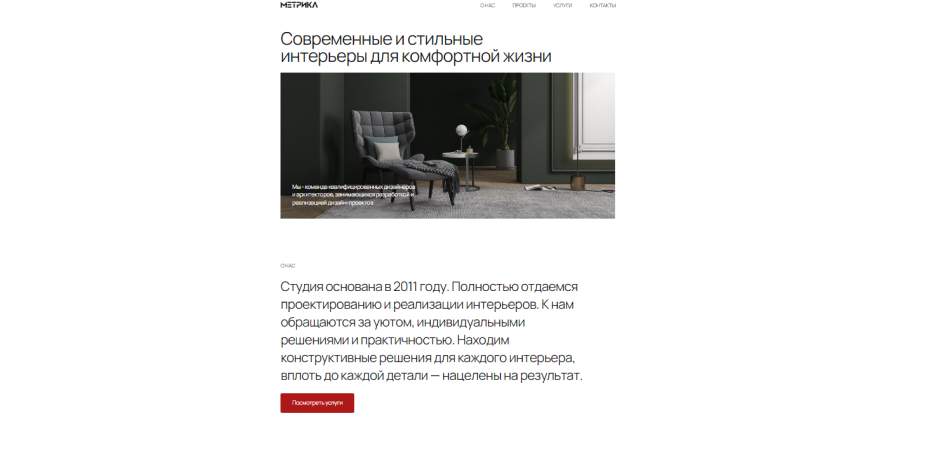 МЕТРИКА
О НАС ПРОЕКТЫ УСЛУГИ КОНТАКТЫ
Современные и стильные
интерьеры для комфортной жизни
Мы - команда квалифицированных дизайнеров
и архитекторов, занимающихся разработкой и
реализацией дизайн-проектов
О НАС
Студия основана в 2011 году. Полностью отдаемся
проектированию и реализации интерьеров. К нам
обращаются за уютом, индивидуальными
решениями и практичностью. Находим
конструктивные решения для каждого интерьера,
вплоть до каждой детали — нацелены на результат.
Посмотреть услуги